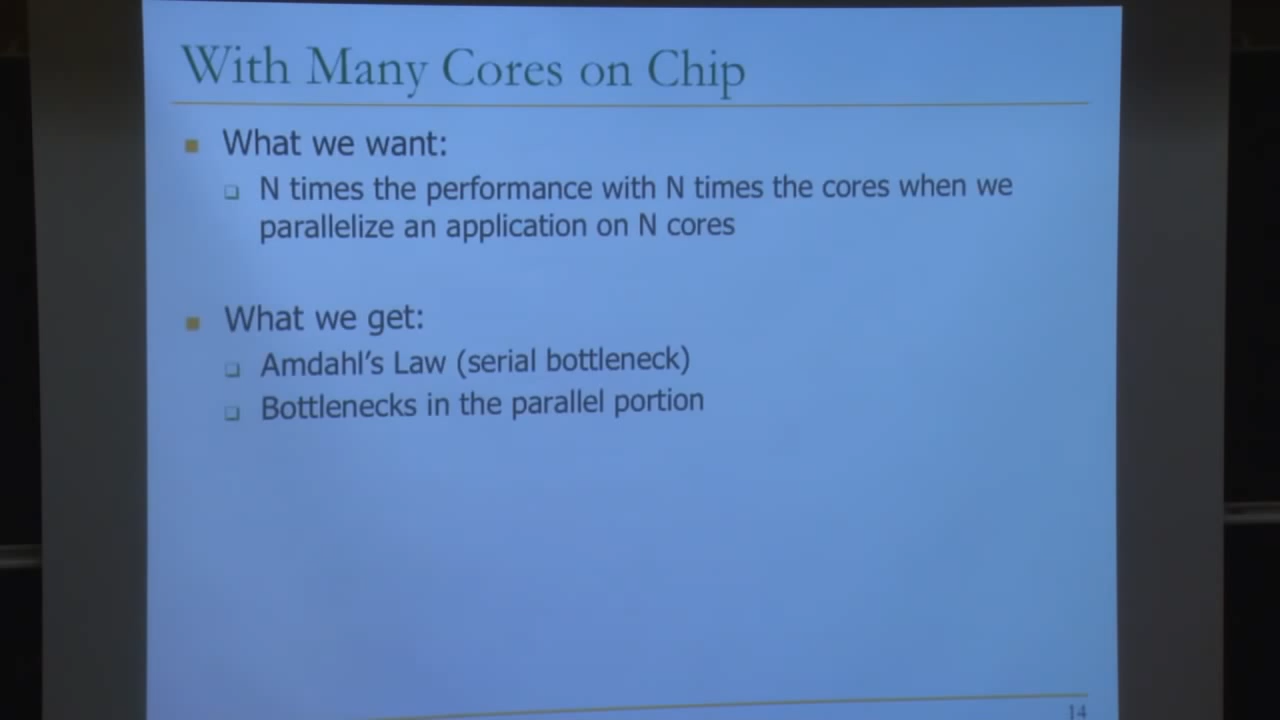 With Many Cores on Chip
What we want:
N times the performance with N times the cores when we
parallelize an application on N cores
What we get:
Amdahl's Law (serial bottleneck)
Bottlenecks in the parallel portion
14